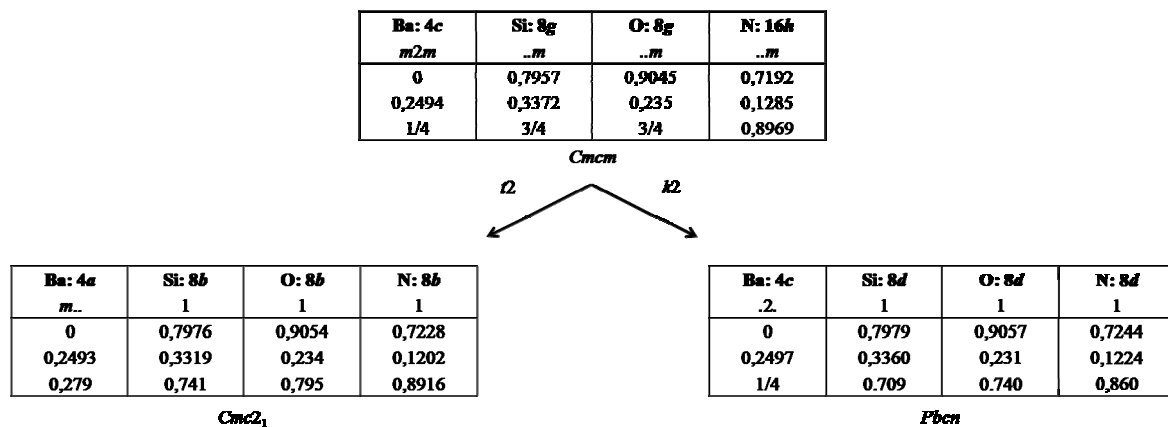 Ba: 4c Si: 8g O: 8g N: 16h
m2m ..m ..m ..m
0 0,7957 0,9045 0,7192
0,2494 0,3372 0,235 0,1285
1/4 3/4 3/4 0,8969
Cmcm
t2 k2
Ba: 4a Si: 8b O: 8b N: 8b
m.. 1 1 1
0 0,7976 0,9054 0,7228
0,2493 0,3319 0,234 0,1202
0,279 0,741 0,795 0,8916
Cmc2₁
Ba: 4c Si: 8d O: 8d N: 8d
.2. 1 1 1
0 0,7979 0,9057 0,7244
0,2497 0,3360 0,231 0,1224
1/4 0.709 0.740 0,860
Pbcn